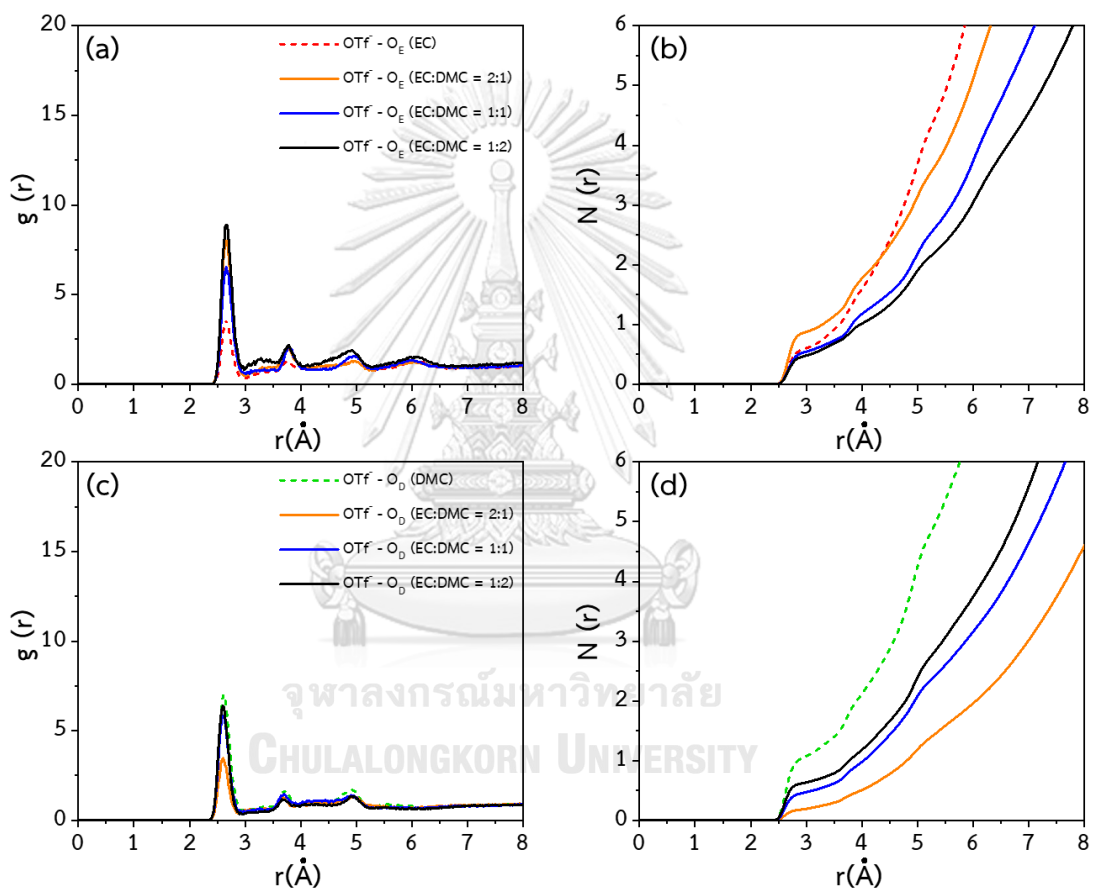 (a)
20
15
10
5
0
g (r)
OTf⁻ - O_E (EC)
OTf⁻ - O_E (EC:DMC = 2:1)
OTf⁻ - O_E (EC:DMC = 1:1)
OTf⁻ - O_E (EC:DMC = 1:2)
0 1 2 3 4 5 6 7 8
r(Å)
(b)
6
5
4
3
2
1
0
N (r)
0 1 2 3 4 5 6 7 8
r(Å)
(c)
20
15
10
5
0
g (r)
OTf⁻ - O_D (DMC)
OTf⁻ - O_D (EC:DMC = 2:1)
OTf⁻ - O_D (EC:DMC = 1:1)
OTf⁻ - O_D (EC:DMC = 1:2)
0 1 2 3 4 5 6 7 8
r(Å)
(d)
6
5
4
3
2
1
0
N (r)
0 1 2 3 4 5 6 7 8
r(Å)
จุฬาลงกรณ์มหาวิทยาลัย
CHULALONGKORN UNIVERSITY